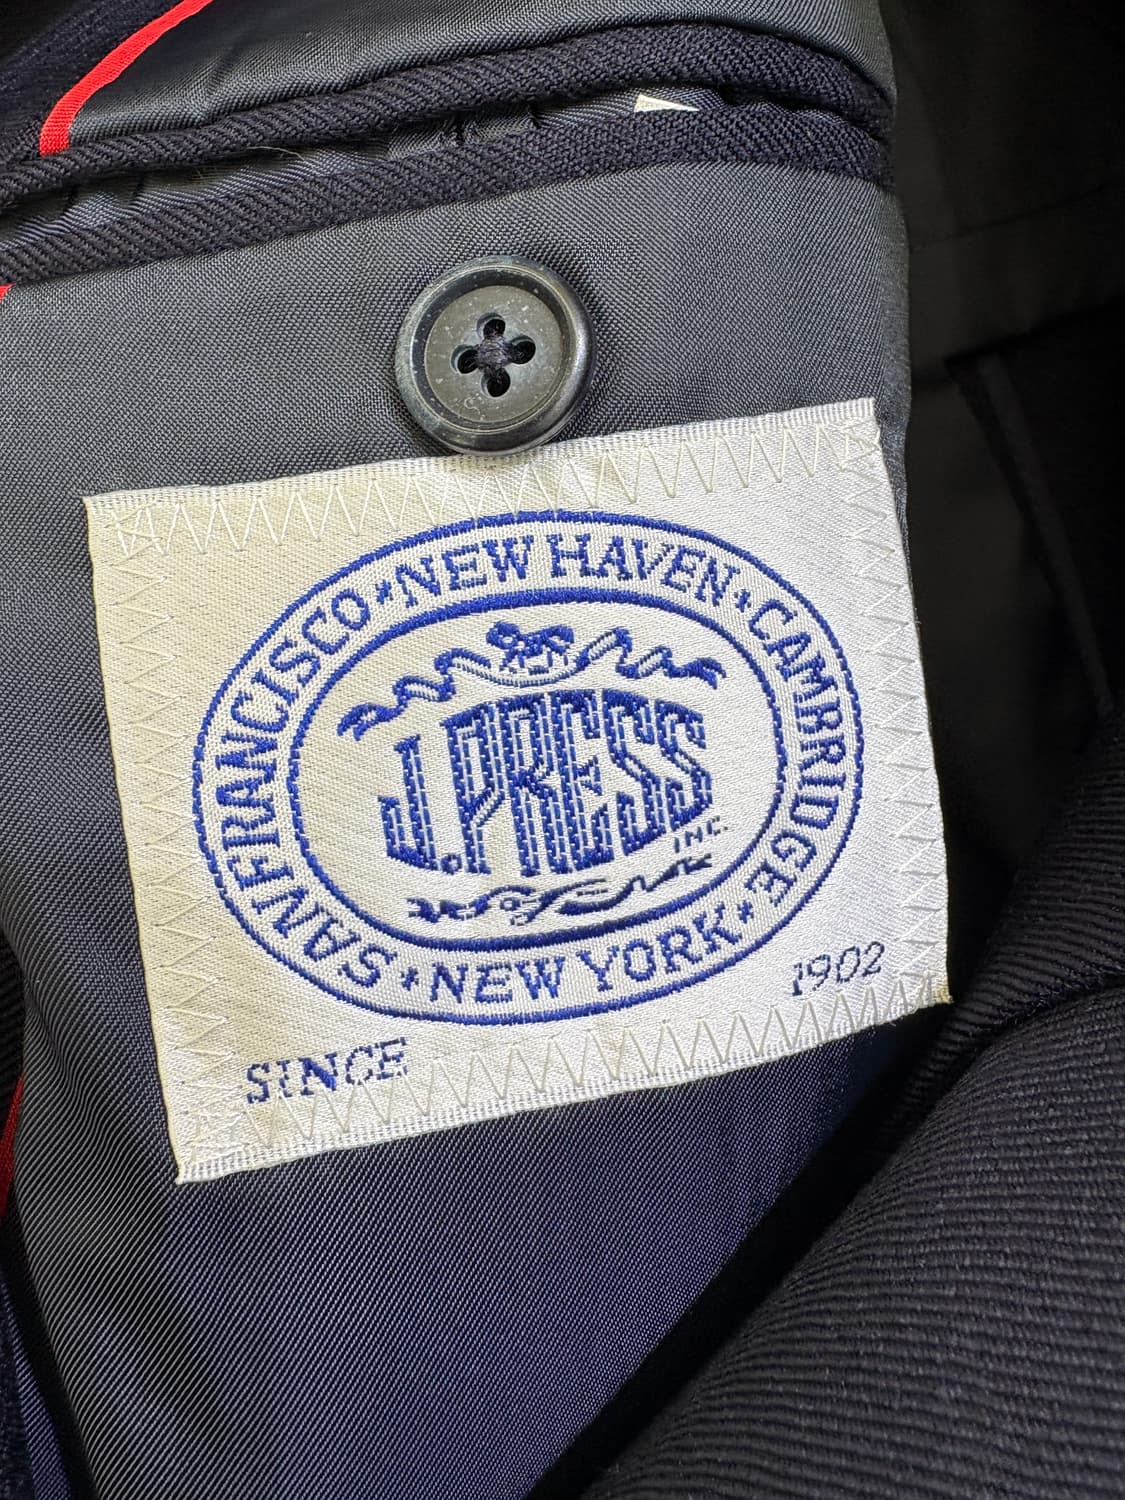 SAN FRANCISCO * NEW HAVEN * CAMBRIDGE * NEW YORK *
J.PRESS
INC.
SINCE 1902